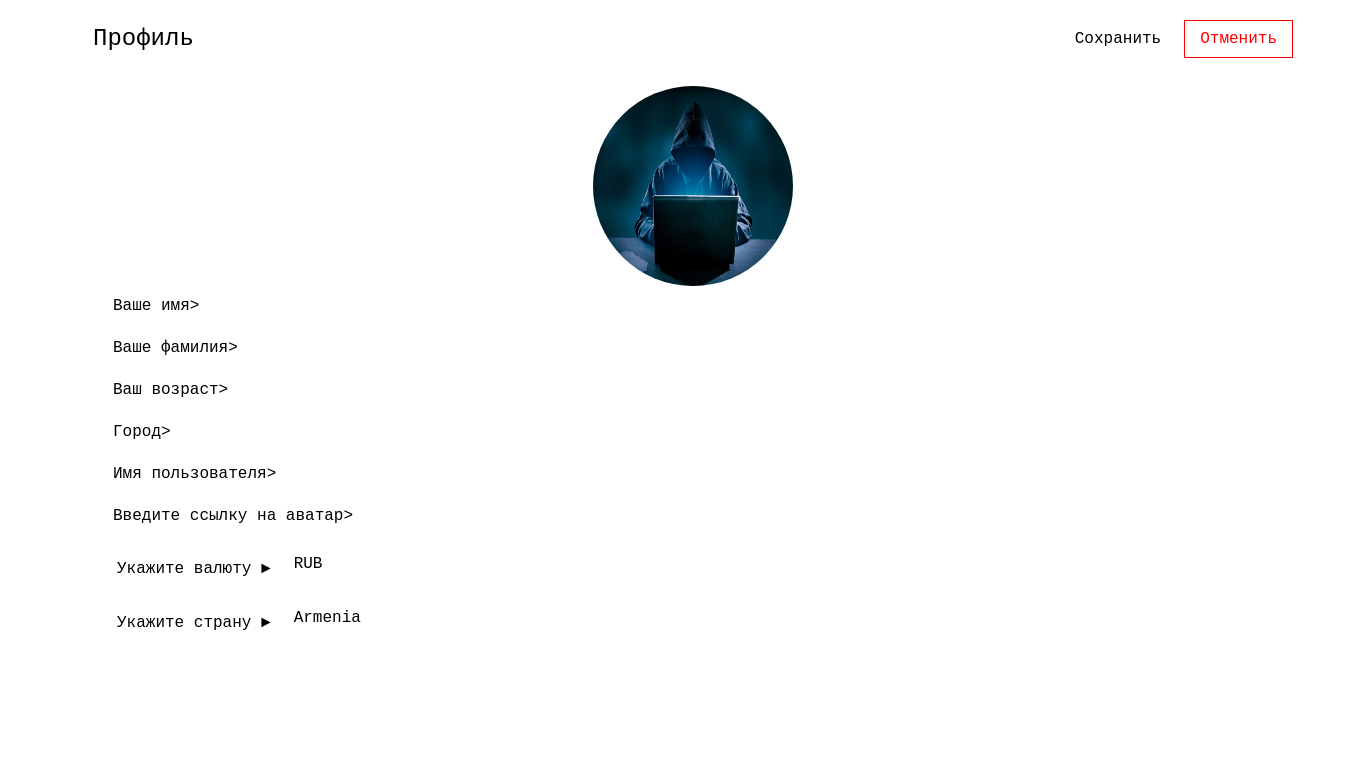 Профиль
Сохранить Отменить
Ваше имя>
Ваше фамилия>
Ваш возраст>
Город>
Имя пользователя>
Введите ссылку на аватар>
Укажите валюту ► RUB
Укажите страну ► Armenia